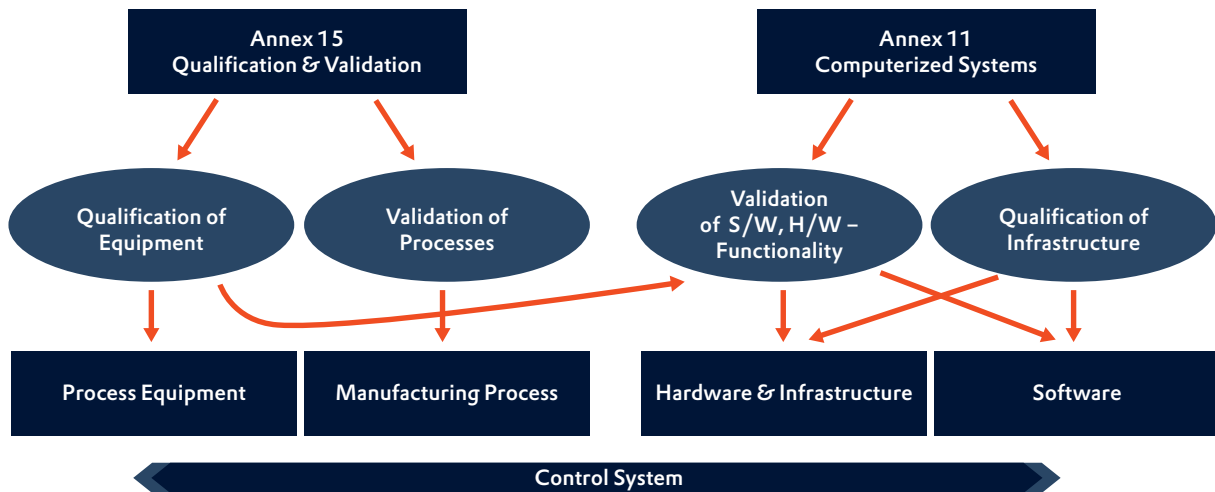 Annex 15
Qualification & Validation
Annex 11
Computerized Systems
Qualification of
Equipment
Validation of
Processes
Validation
of S/W, H/W –
Functionality
Qualification of
Infrastructure
Process Equipment
Manufacturing Process
Hardware & Infrastructure
Software
Control System